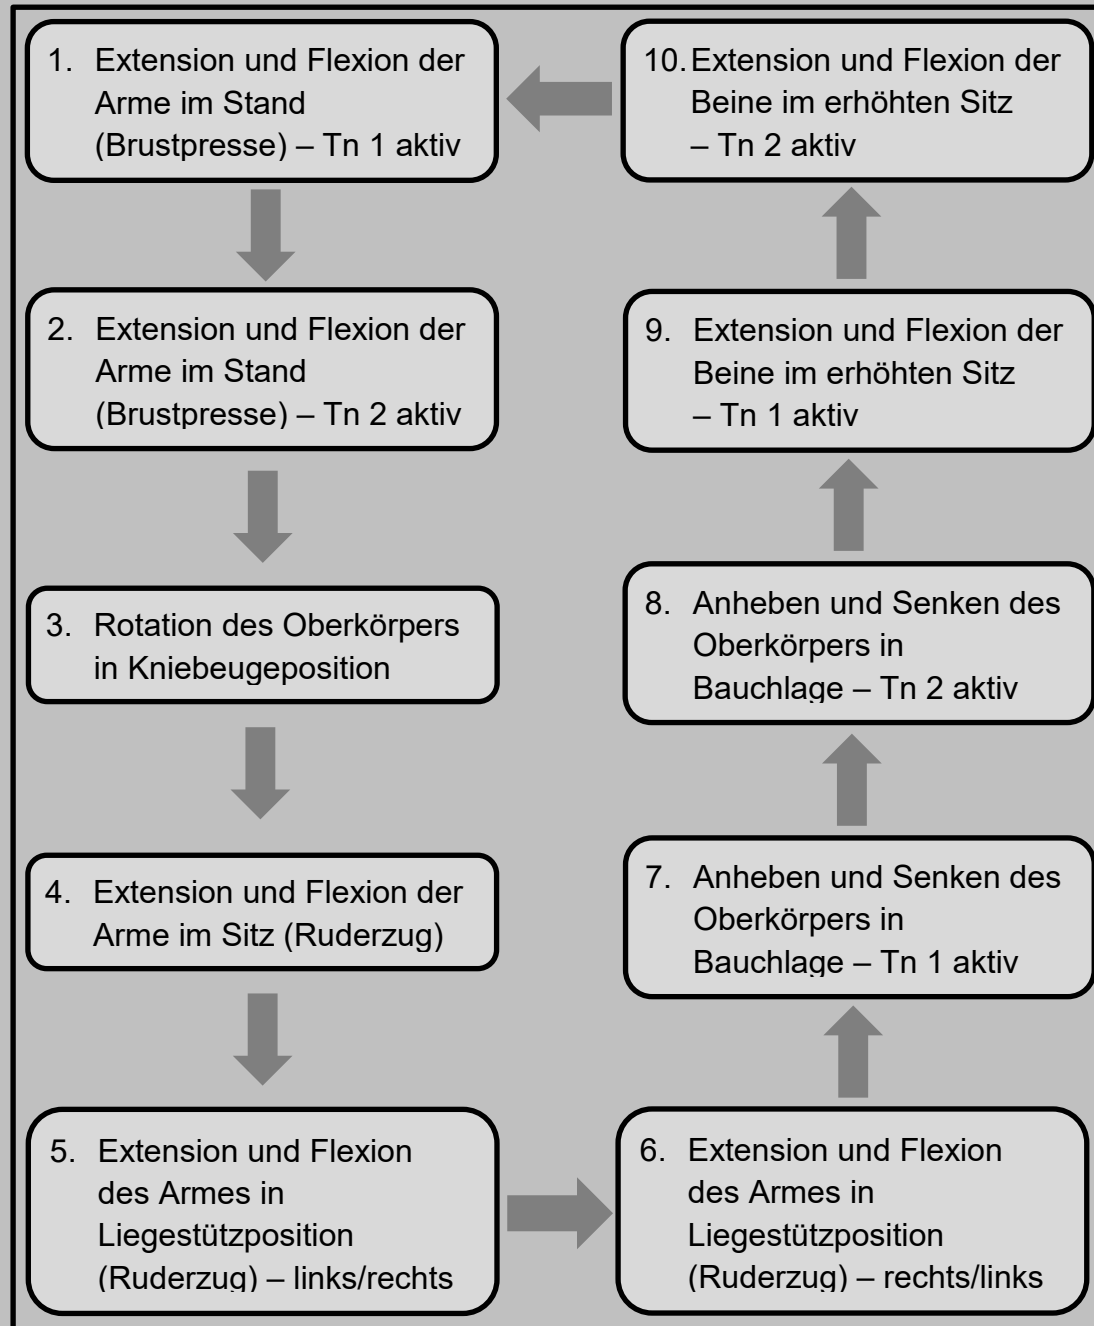 1. Extension und Flexion der
Arme im Stand
(Brustpresse) – Tn 1 aktiv
2. Extension und Flexion der
Arme im Stand
(Brustpresse) – Tn 2 aktiv
3. Rotation des Oberkörpers
in Kniebeugeposition
4. Extension und Flexion der
Arme im Sitz (Ruderzug)
5. Extension und Flexion
des Armes in
Liegestützposition
(Ruderzug) – links/rechts
6. Extension und Flexion
des Armes in
Liegestützposition
(Ruderzug) – rechts/links
7. Anheben und Senken des
Oberkörpers in
Bauchlage – Tn 1 aktiv
8. Anheben und Senken des
Oberkörpers in
Bauchlage – Tn 2 aktiv
9. Extension und Flexion der
Beine im erhöhten Sitz
– Tn 1 aktiv
10. Extension und Flexion der
Beine im erhöhten Sitz
– Tn 2 aktiv